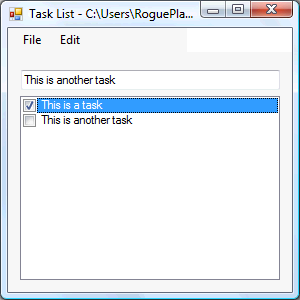 Task List - C:\Users\RoguePla...
File Edit
This is another task
This is a task
This is another task